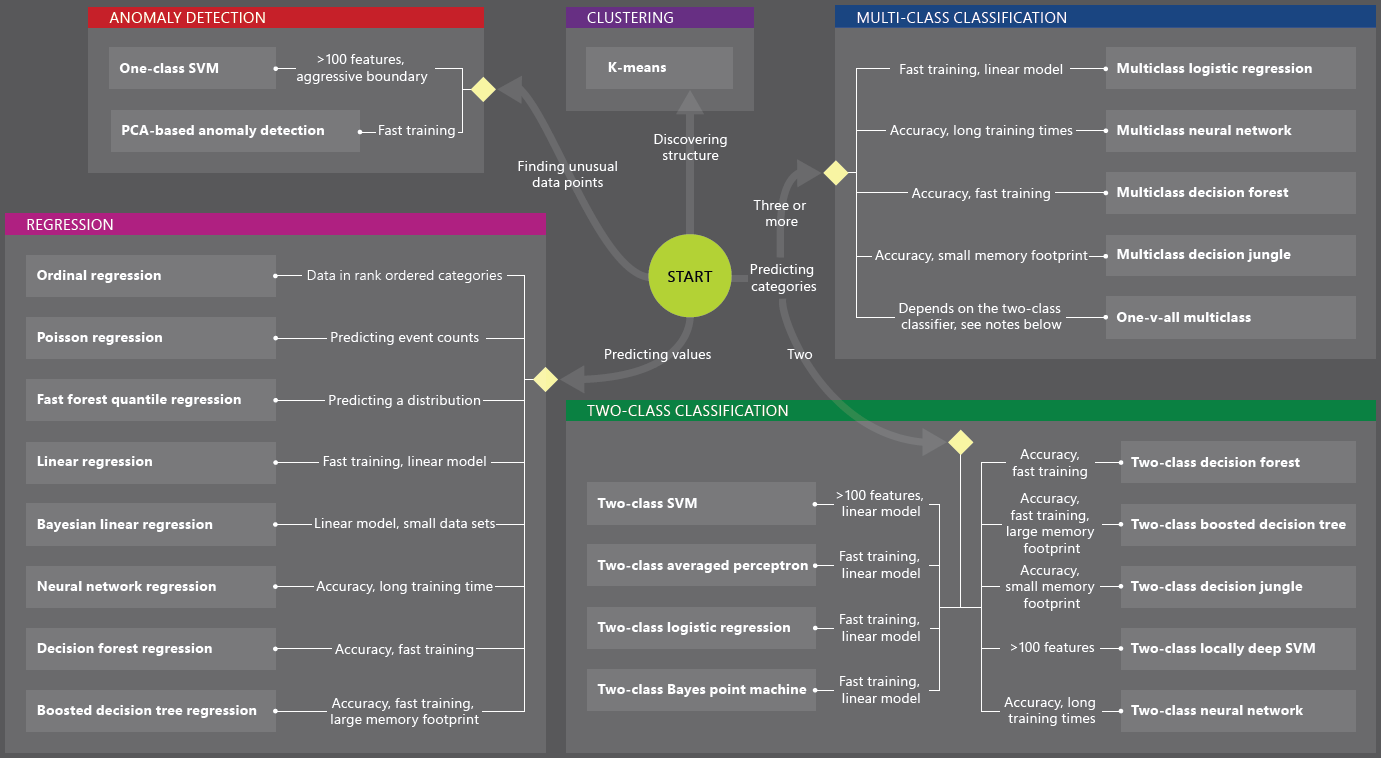 ANOMALY DETECTION
One-class SVM
>100 features,
aggressive boundary
PCA-based anomaly detection
Fast training
CLUSTERING
K-means
MULTI-CLASS CLASSIFICATION
Fast training, linear model
Multiclass logistic regression
Accuracy, long training times
Multiclass neural network
Accuracy, fast training
Multiclass decision forest
Accuracy, small memory footprint
Multiclass decision jungle
Depends on the two-class
classifier, see notes below
One-v-all multiclass
Finding unusual
data points
Discovering
structure
Three or
more
START
Predicting
categories
Predicting values
Two
REGRESSION
Ordinal regression
Data in rank ordered categories
Poisson regression
Predicting event counts
Fast forest quantile regression
Predicting a distribution
Linear regression
Fast training, linear model
Bayesian linear regression
Linear model, small data sets
Neural network regression
Accuracy, long training time
Decision forest regression
Accuracy, fast training
Boosted decision tree regression
Accuracy, fast training,
large memory footprint
TWO-CLASS CLASSIFICATION
Two-class SVM
>100 features,
linear model
Two-class averaged perceptron
Fast training,
linear model
Two-class logistic regression
Fast training,
linear model
Two-class Bayes point machine
Fast training,
linear model
Accuracy,
fast training
Two-class decision forest
Accuracy,
fast training,
large memory
footprint
Two-class boosted decision tree
Accuracy,
small memory
footprint
Two-class decision jungle
>100 features
Two-class locally deep SVM
Accuracy, long
training times
Two-class neural network